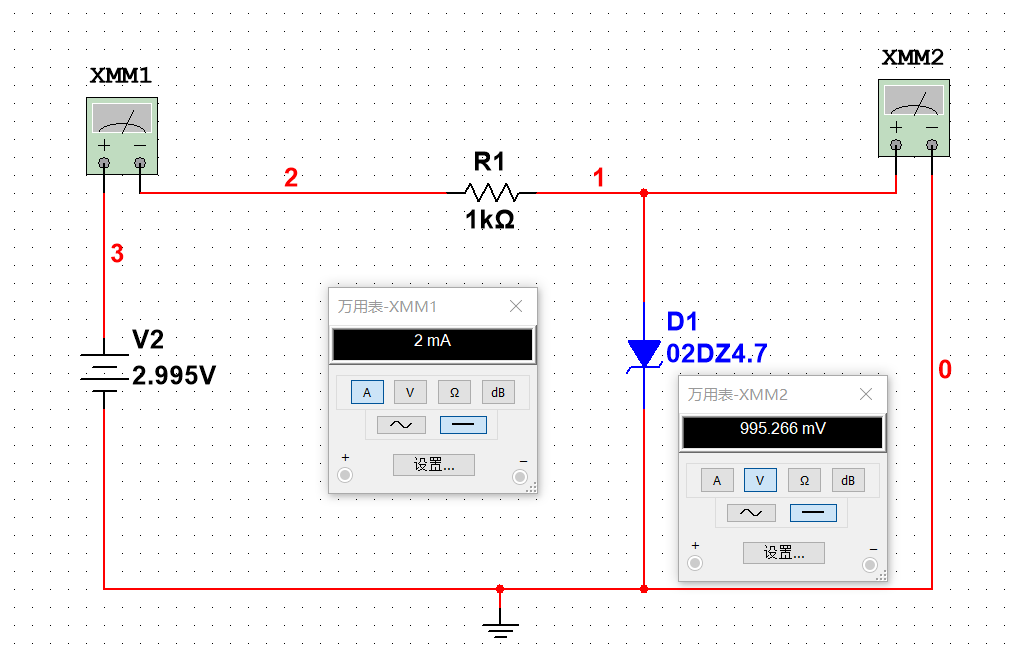 XMM1
+ −
XMM2
+ −
2
R1
1kΩ
1
3
V2
2.995V
D1
02DZ4.7
0
万用表-XMM1
2 mA
A V Ω dB
+ −
设置...
万用表-XMM2
995.266 mV
A V Ω dB
+ −
设置...